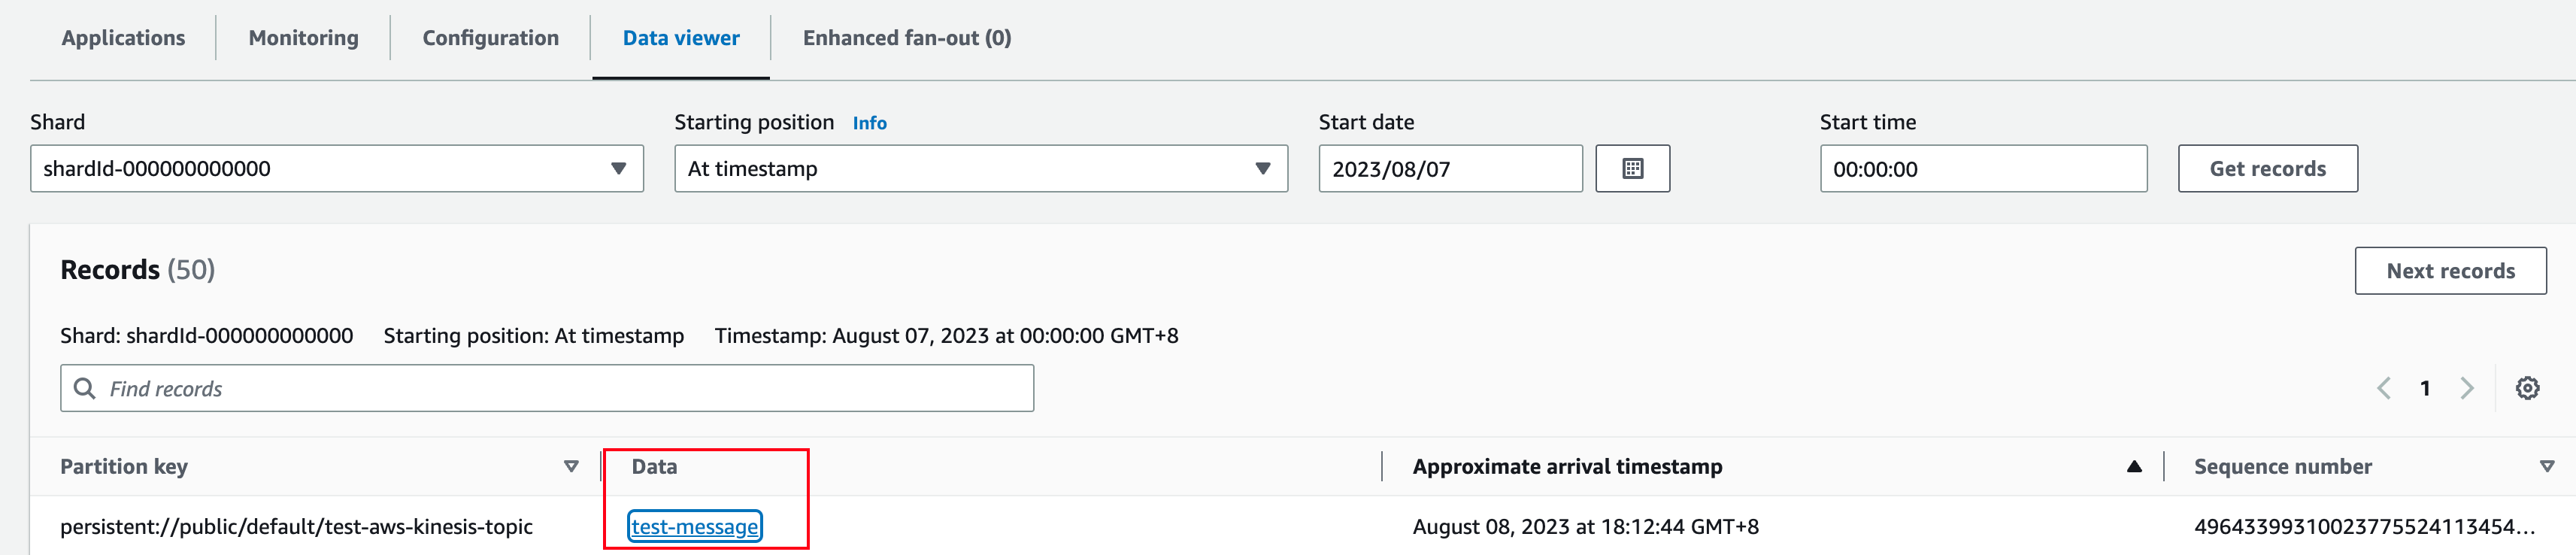 Applications Monitoring Configuration Data viewer Enhanced fan-out (0)
Shard Starting position Info Start date Start time
shardId-000000000000 At timestamp 2023/08/07 00:00:00 Get records
Records (50) Next records
Shard: shardId-000000000000 Starting position: At timestamp Timestamp: August 07, 2023 at 00:00:00 GMT+8
Find records 1
Partition key Data Approximate arrival timestamp Sequence number
persistent://public/default/test-aws-kinesis-topic test-message August 08, 2023 at 18:12:44 GMT+8 49643399310023775524113454...